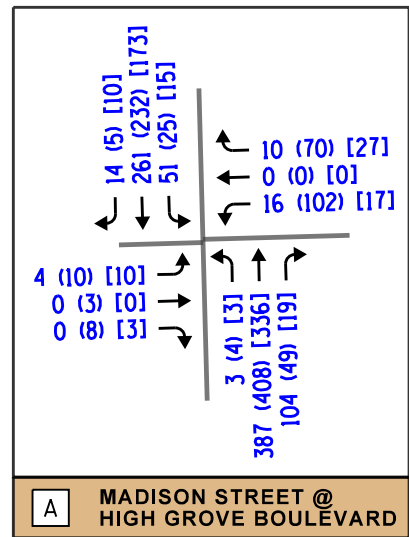 14 (5) [10]
261 (232) [173]
51 (25) [15]
10 (70) [27]
0 (0) [0]
16 (102) [17]
4 (10) [10]
0 (3) [0]
0 (8) [3]
3 (4) [3]
387 (408) [336]
104 (49) [19]
A
MADISON STREET @
HIGH GROVE BOULEVARD